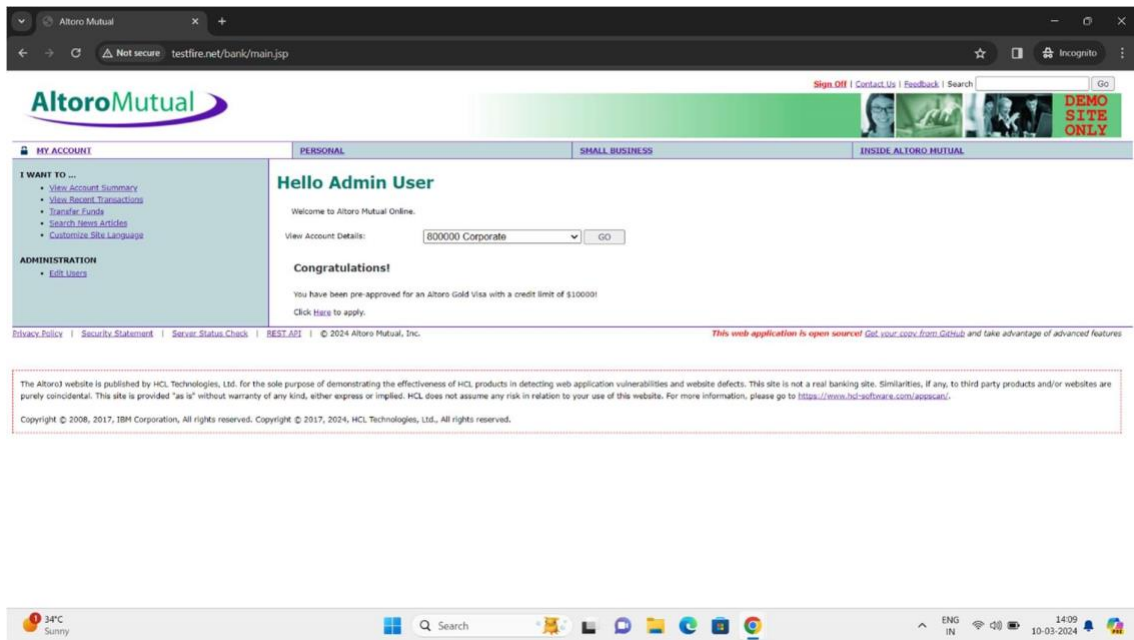 Altoro Mutual
Not secure testfire.net/bank/main.jsp
Incognito
AltoroMutual
Sign Off | Contact Us | Feedback | Search Go
DEMO
SITE
ONLY
MY ACCOUNT PERSONAL SMALL BUSINESS INSIDE ALTORO MUTUAL
I WANT TO ...
• View Account Summary
• View Recent Transactions
• Transfer Funds
• Search News Articles
• Customize Site Language
ADMINISTRATION
• Edit Users
Hello Admin User
Welcome to Altoro Mutual Online.
View Account Details: 800000 Corporate GO
Congratulations!
You have been pre-approved for an Altoro Gold Visa with a credit limit of $10000!
Click Here to apply.
Privacy Policy | Security Statement | Server Status Check | REST API | © 2024 Altoro Mutual, Inc. This web application is open source! Get your copy from GitHub and take advantage of advanced features
The AltoroJ website is published by HCL Technologies, Ltd. for the sole purpose of demonstrating the effectiveness of HCL products in detecting web application vulnerabilities and website defects. This site is not a real banking site. Similarities, if any, to third party products and/or websites are
purely coincidental. This site is provided "as is" without warranty of any kind, either express or implied. HCL does not assume any risk in relation to your use of this website. For more information, please go to https://www.hcl-software.com/appscan/.
Copyright © 2008, 2017, IBM Corporation, All rights reserved. Copyright © 2017, 2024, HCL Technologies, Ltd., All rights reserved.
1
34°C
Sunny
Search
ENG
IN
14:09
10-03-2024